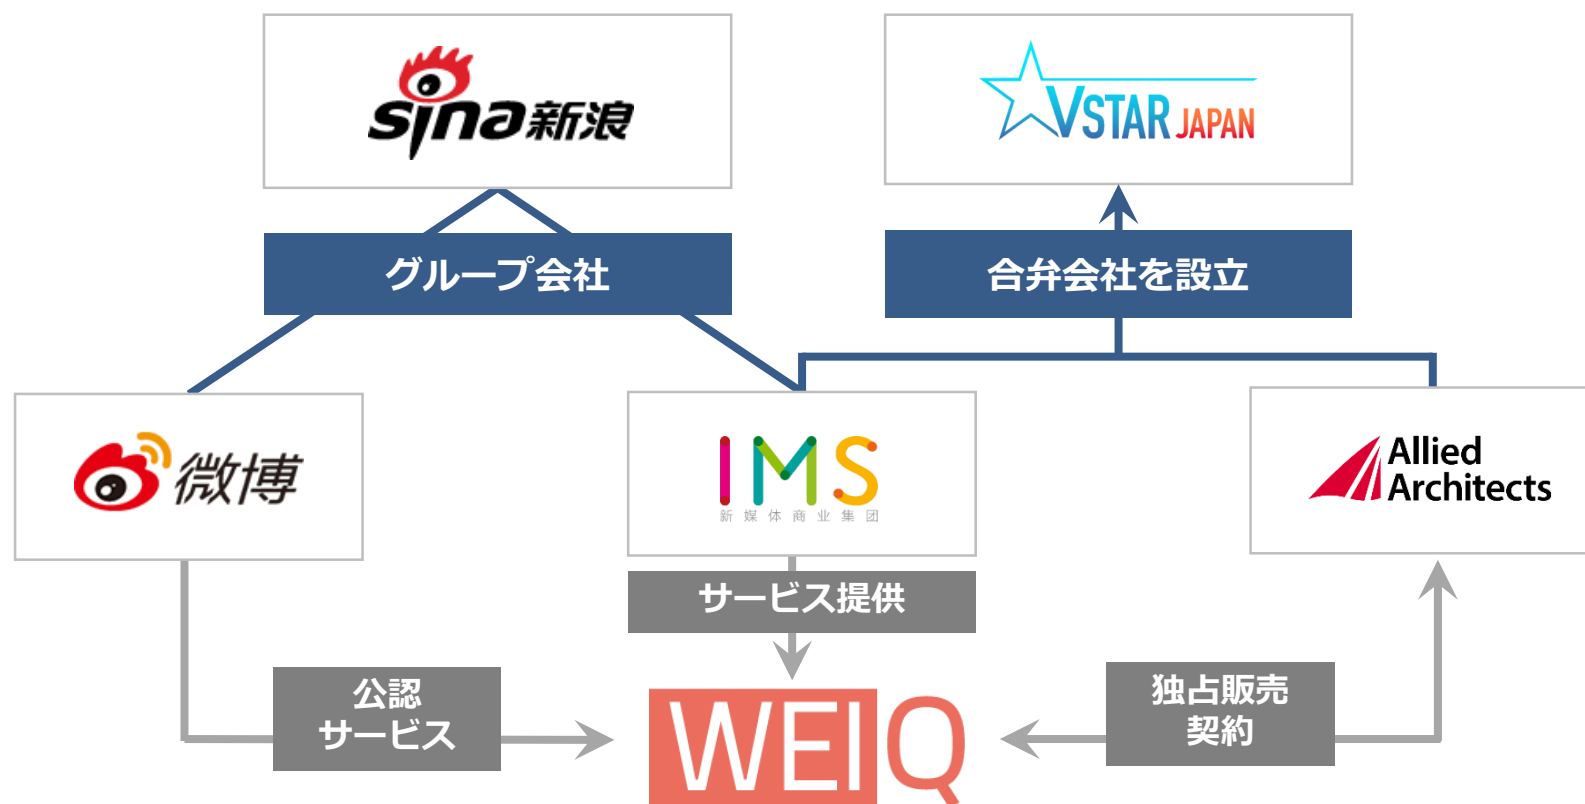 sina新浪
VSTAR JAPAN
グループ会社
合弁会社を設立
微博
IMS
新媒体商业集团
Allied
Architects
サービス提供
公認
サービス
WEIQ
独占販売
契約